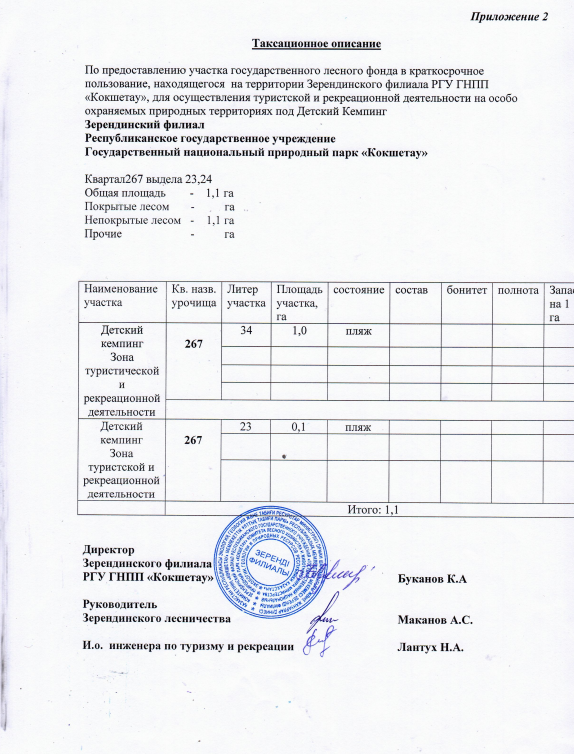 Приложение 2
Таксационное описание
По предоставлению участка государственного лесного фонда в краткосрочное
пользование, находящегося на территории Зерендинского филиала РГУ ГНПП
«Кокшетау», для осуществления туристской и рекреационной деятельности на особо
охраняемых природных территориях под Детский Кемпинг
Зерендинский филиал
Республиканское государственное учреждение
Государственный национальный природный парк «Кокшетау»
Квартал267 выдела 23,24
Общая площадь - 1,1 га
Покрытые лесом - га
Непокрытые лесом - 1,1 га
Прочие - га
Наименование участка Кв. назв. урочища Литер участка Площадь участка, га состояние состав бонитет полнота Запас на 1 га
Детский 267 34 1,0 пляж
кемпинг
Зона
туристической
и
рекреационной
деятельности
Детский 267 23 0,1 пляж
кемпинг
Зона
туристской и
рекреационной
деятельности
Итого: 1,1
ЗЕРЕНДІ
ФИЛИАЛЫ
Директор
Зерендинского филиала
РГУ ГНПП «Кокшетау» Буканов К.А
Руководитель
Зерендинского лесничества Маканов А.С.
И.о. инженера по туризму и рекреации Лантух Н.А.